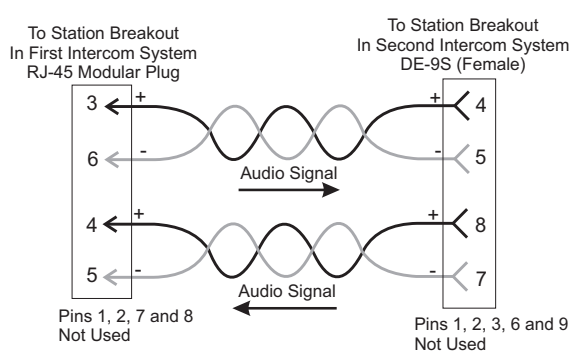 To Station Breakout
In First Intercom System
RJ-45 Modular Plug
To Station Breakout
In Second Intercom System
DE-9S (Female)
3
+
+
4
6
-
-
5
Audio Signal
4
+
+
8
5
-
-
7
Audio Signal
Pins 1, 2, 7 and 8
Not Used
Pins 1, 2, 3, 6 and 9
Not Used